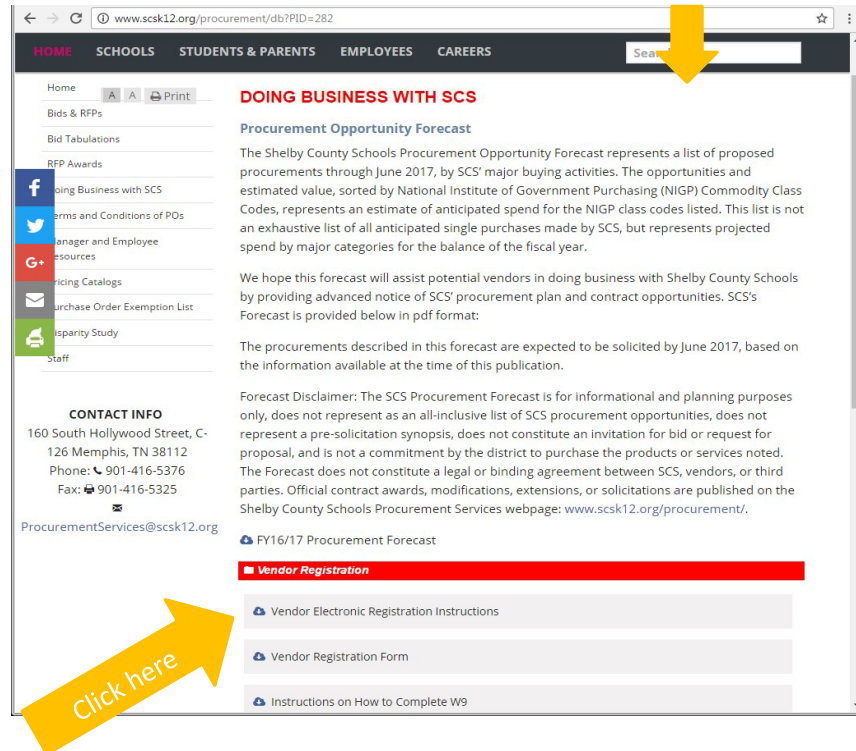 www.scsk12.org/procurement/db?PID=282
HOME SCHOOLS STUDENTS & PARENTS EMPLOYEES CAREERS
Home
A A Print
Bids & RFPs
Bid Tabulations
RFP Awards
oing Business with SCS
erms and Conditions of POs
anager and Employee
esources
ricing Catalogs
urchase Order Exemption List
isparity Study
Staff
f
G+
CONTACT INFO
160 South Hollywood Street, C-
126 Memphis, TN 38112
Phone: 901-416-5376
Fax: 901-416-5325
ProcurementServices@scsk12.org
DOING BUSINESS WITH SCS
Procurement Opportunity Forecast
The Shelby County Schools Procurement Opportunity Forecast represents a list of proposed
procurements through June 2017, by SCS’ major buying activities. The opportunities and
estimated value, sorted by National Institute of Government Purchasing (NIGP) Commodity Class
Codes, represents an estimate of anticipated spend for the NIGP class codes listed. This list is not
an exhaustive list of all anticipated single purchases made by SCS, but represents projected
spend by major categories for the balance of the fiscal year.
We hope this forecast will assist potential vendors in doing business with Shelby County Schools
by providing advanced notice of SCS’ procurement plan and contract opportunities. SCS’s
Forecast is provided below in pdf format:
The procurements described in this forecast are expected to be solicited by June 2017, based on
the information available at the time of this publication.
Forecast Disclaimer: The SCS Procurement Forecast is for informational and planning purposes
only, does not represent as an all-inclusive list of SCS procurement opportunities, does not
represent a pre-solicitation synopsis, does not constitute an invitation for bid or request for
proposal, and is not a commitment by the district to purchase the products or services noted.
The Forecast does not constitute a legal or binding agreement between SCS, vendors, or third
parties. Official contract awards, modifications, extensions, or solicitations are published on the
Shelby County Schools Procurement Services webpage: www.scsk12.org/procurement/.
FY16/17 Procurement Forecast
Vendor Registration
Vendor Electronic Registration Instructions
Vendor Registration Form
Instructions on How to Complete W9
Click here